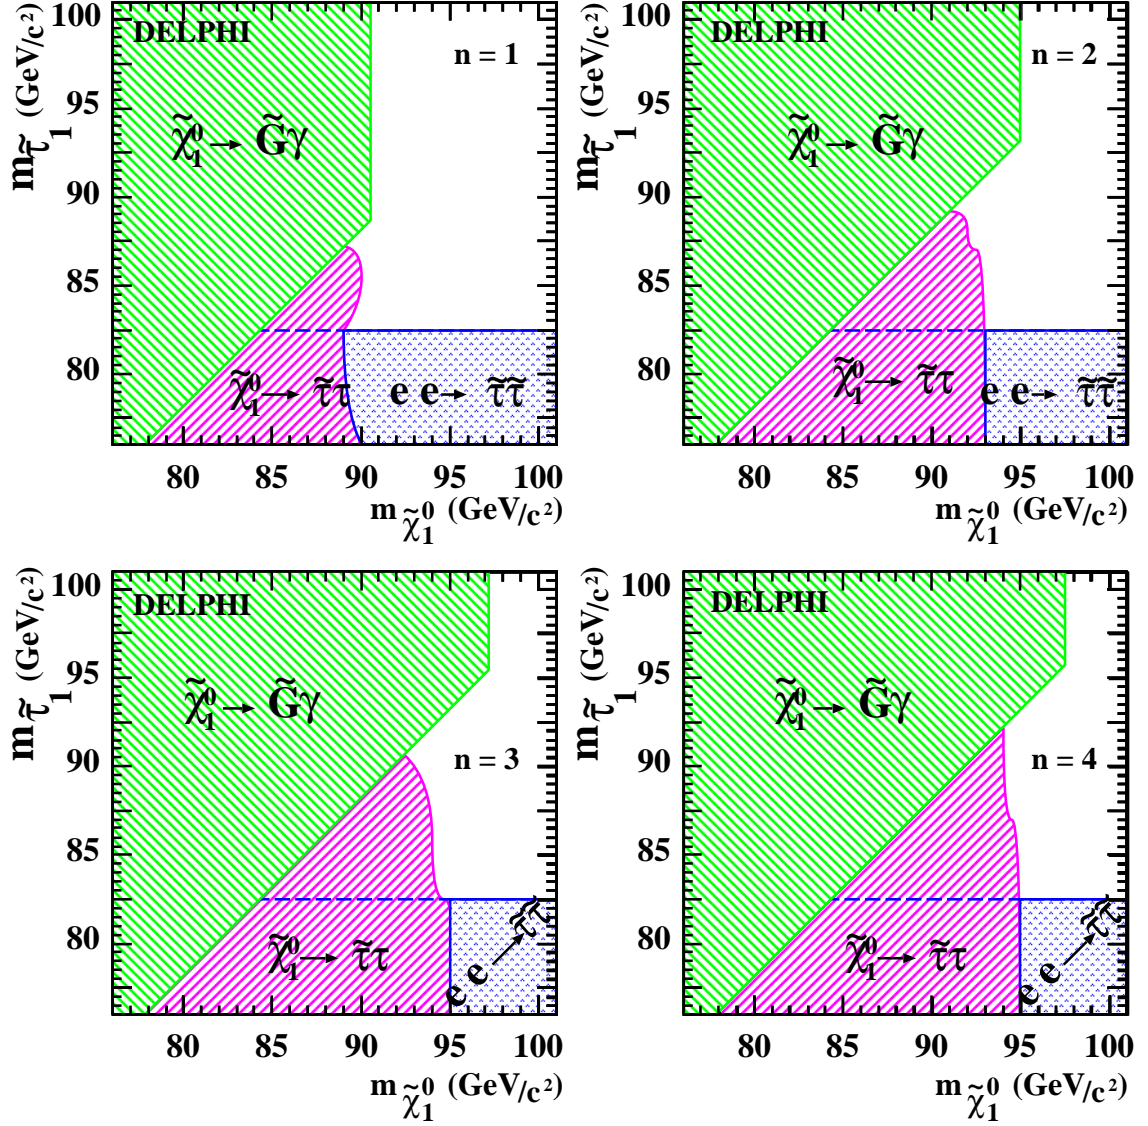 DELPHI
n = 1
m τ̃ 1 (GeV/c²)
100
95
90
85
80
χ̃⁰₁ → G̃γ
χ̃⁰₁ → τ̃τ
e e → τ̃τ̃
80 85 90 95 100
m χ̃⁰₁ (GeV/c²)
DELPHI
n = 2
m τ̃ 1 (GeV/c²)
100
95
90
85
80
χ̃⁰₁ → G̃γ
χ̃⁰₁ → τ̃τ
e e → τ̃τ̃
80 85 90 95 100
m χ̃⁰₁ (GeV/c²)
DELPHI
n = 3
m τ̃ 1 (GeV/c²)
100
95
90
85
80
χ̃⁰₁ → G̃γ
χ̃⁰₁ → τ̃τ
e e → τ̃τ̃
80 85 90 95 100
m χ̃⁰₁ (GeV/c²)
DELPHI
n = 4
m τ̃ 1 (GeV/c²)
100
95
90
85
80
χ̃⁰₁ → G̃γ
χ̃⁰₁ → τ̃τ
e e → τ̃τ̃
80 85 90 95 100
m χ̃⁰₁ (GeV/c²)